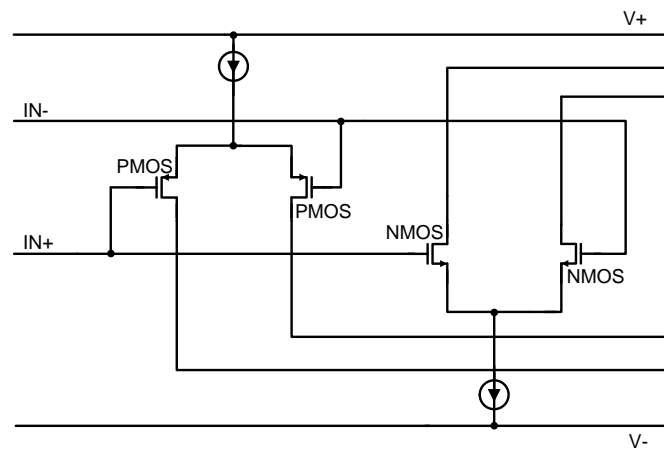 V+
IN-
PMOS
PMOS
IN+
NMOS
NMOS
V-